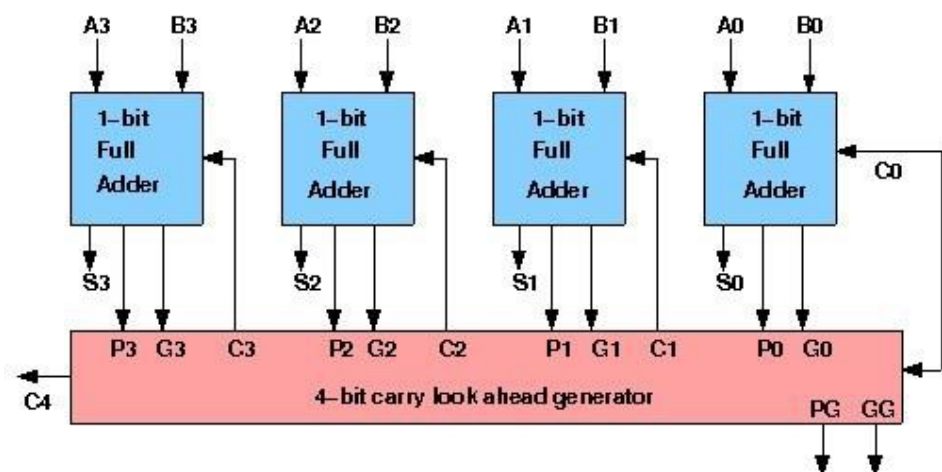 A3 B3 A2 B2 A1 B1 A0 B0
1-bit Full Adder
1-bit Full Adder
1-bit Full Adder
1-bit Full Adder
C0
S3 S2 S1 S0
P3 G3 C3 P2 G2 C2 P1 G1 C1 P0 G0
4-bit carry look ahead generator
C4
PG GG